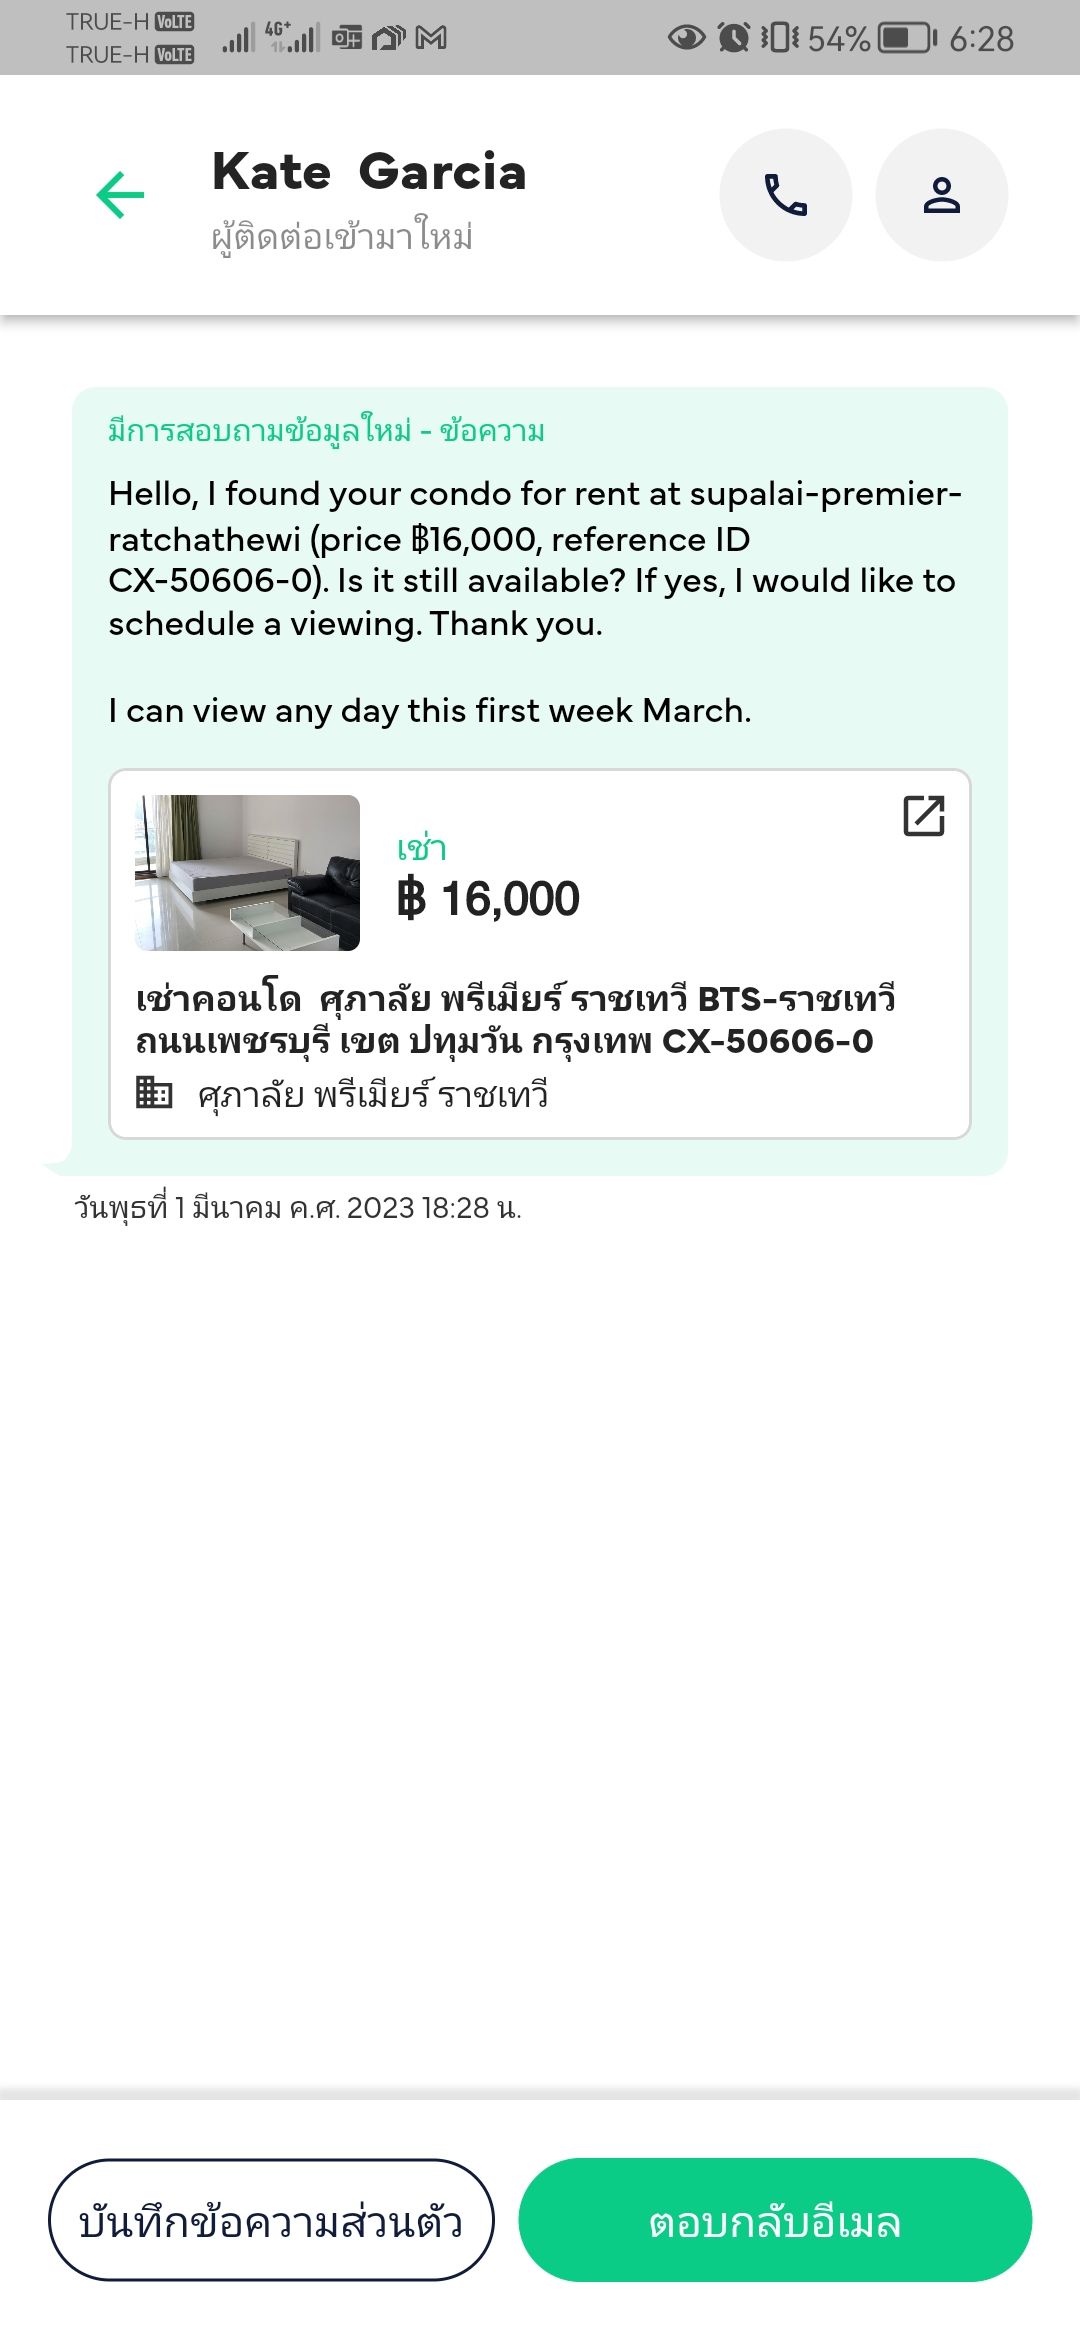 TRUE-H VoLTE
TRUE-H VoLTE
4G+
54%
6:28
Kate Garcia
ผู้ติดต่อเข้ามาใหม่
มีการสอบถามข้อมูลใหม่ - ข้อความ
Hello, I found your condo for rent at supalai-premier-
ratchathewi (price ฿16,000, reference ID
CX-50606-0). Is it still available? If yes, I would like to
schedule a viewing. Thank you.
I can view any day this first week March.
เช่า
฿ 16,000
เช่าคอนโด ศุภาลัย พรีเมียร์ ราชเทวี BTS-ราชเทวี
ถนนเพชรบุรี เขต ปทุมวัน กรุงเทพ CX-50606-0
ศุภาลัย พรีเมียร์ ราชเทวี
วันพุธที่ 1 มีนาคม ค.ศ. 2023 18:28 น.
บันทึกข้อความส่วนตัว
ตอบกลับอีเมล